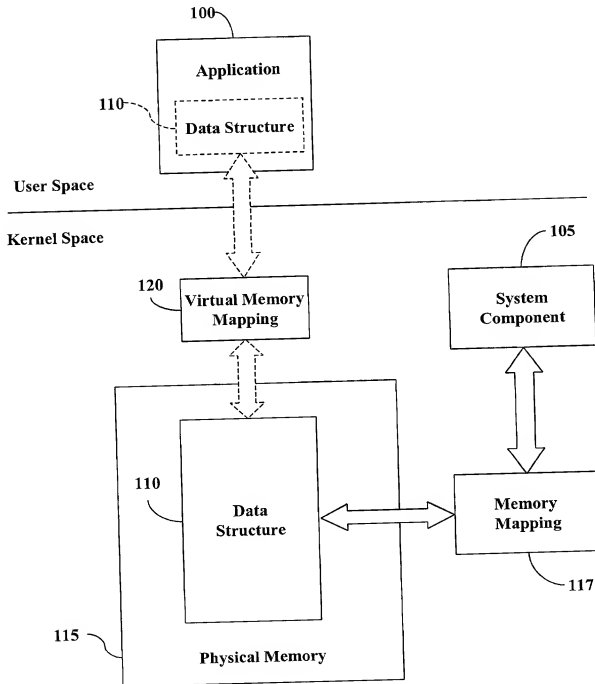 100
Application
110
Data Structure
User Space
Kernel Space
105
120
Virtual Memory
Mapping
System
Component
110
Data
Structure
Memory
Mapping
117
115
Physical Memory